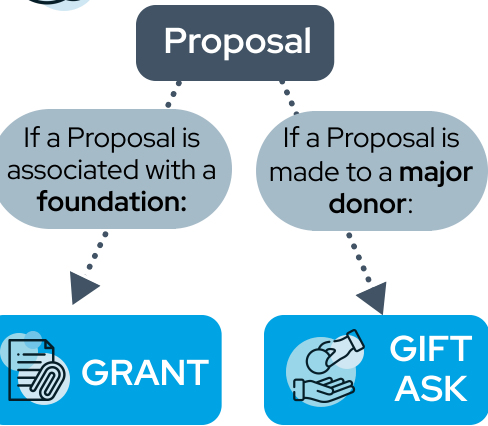 Proposal
If a Proposal is
associated with a
foundation:
If a Proposal is
made to a major
donor:
GRANT
GIFT
ASK